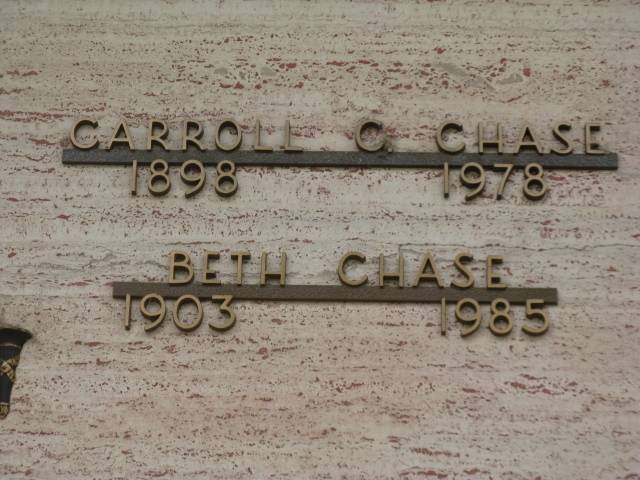 CARROLL C. CHASE
1898 1978
BETH CHASE
1903 1985